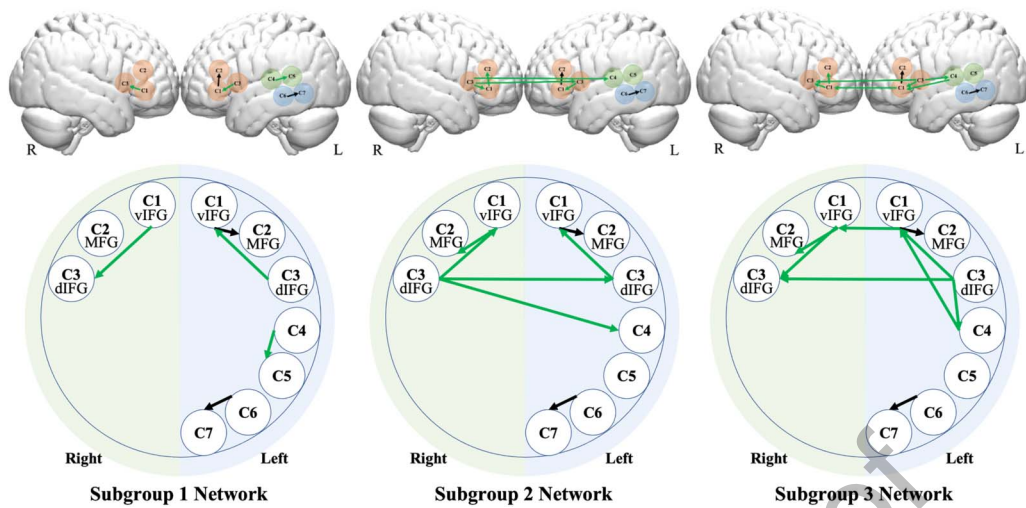 R
L
R
L
R
L
C1
vIFG
C2
MFG
C3
dIFG
C1
vIFG
C2
MFG
C3
dIFG
C4
C5
C6
C7
Right
Left
Subgroup 1 Network
C1
vIFG
C2
MFG
C3
dIFG
C1
vIFG
C2
MFG
C3
dIFG
C4
C5
C6
C7
Right
Left
Subgroup 2 Network
C1
vIFG
C2
MFG
C3
dIFG
C1
vIFG
C2
MFG
C3
dIFG
C4
C5
C6
C7
Right
Left
Subgroup 3 Network